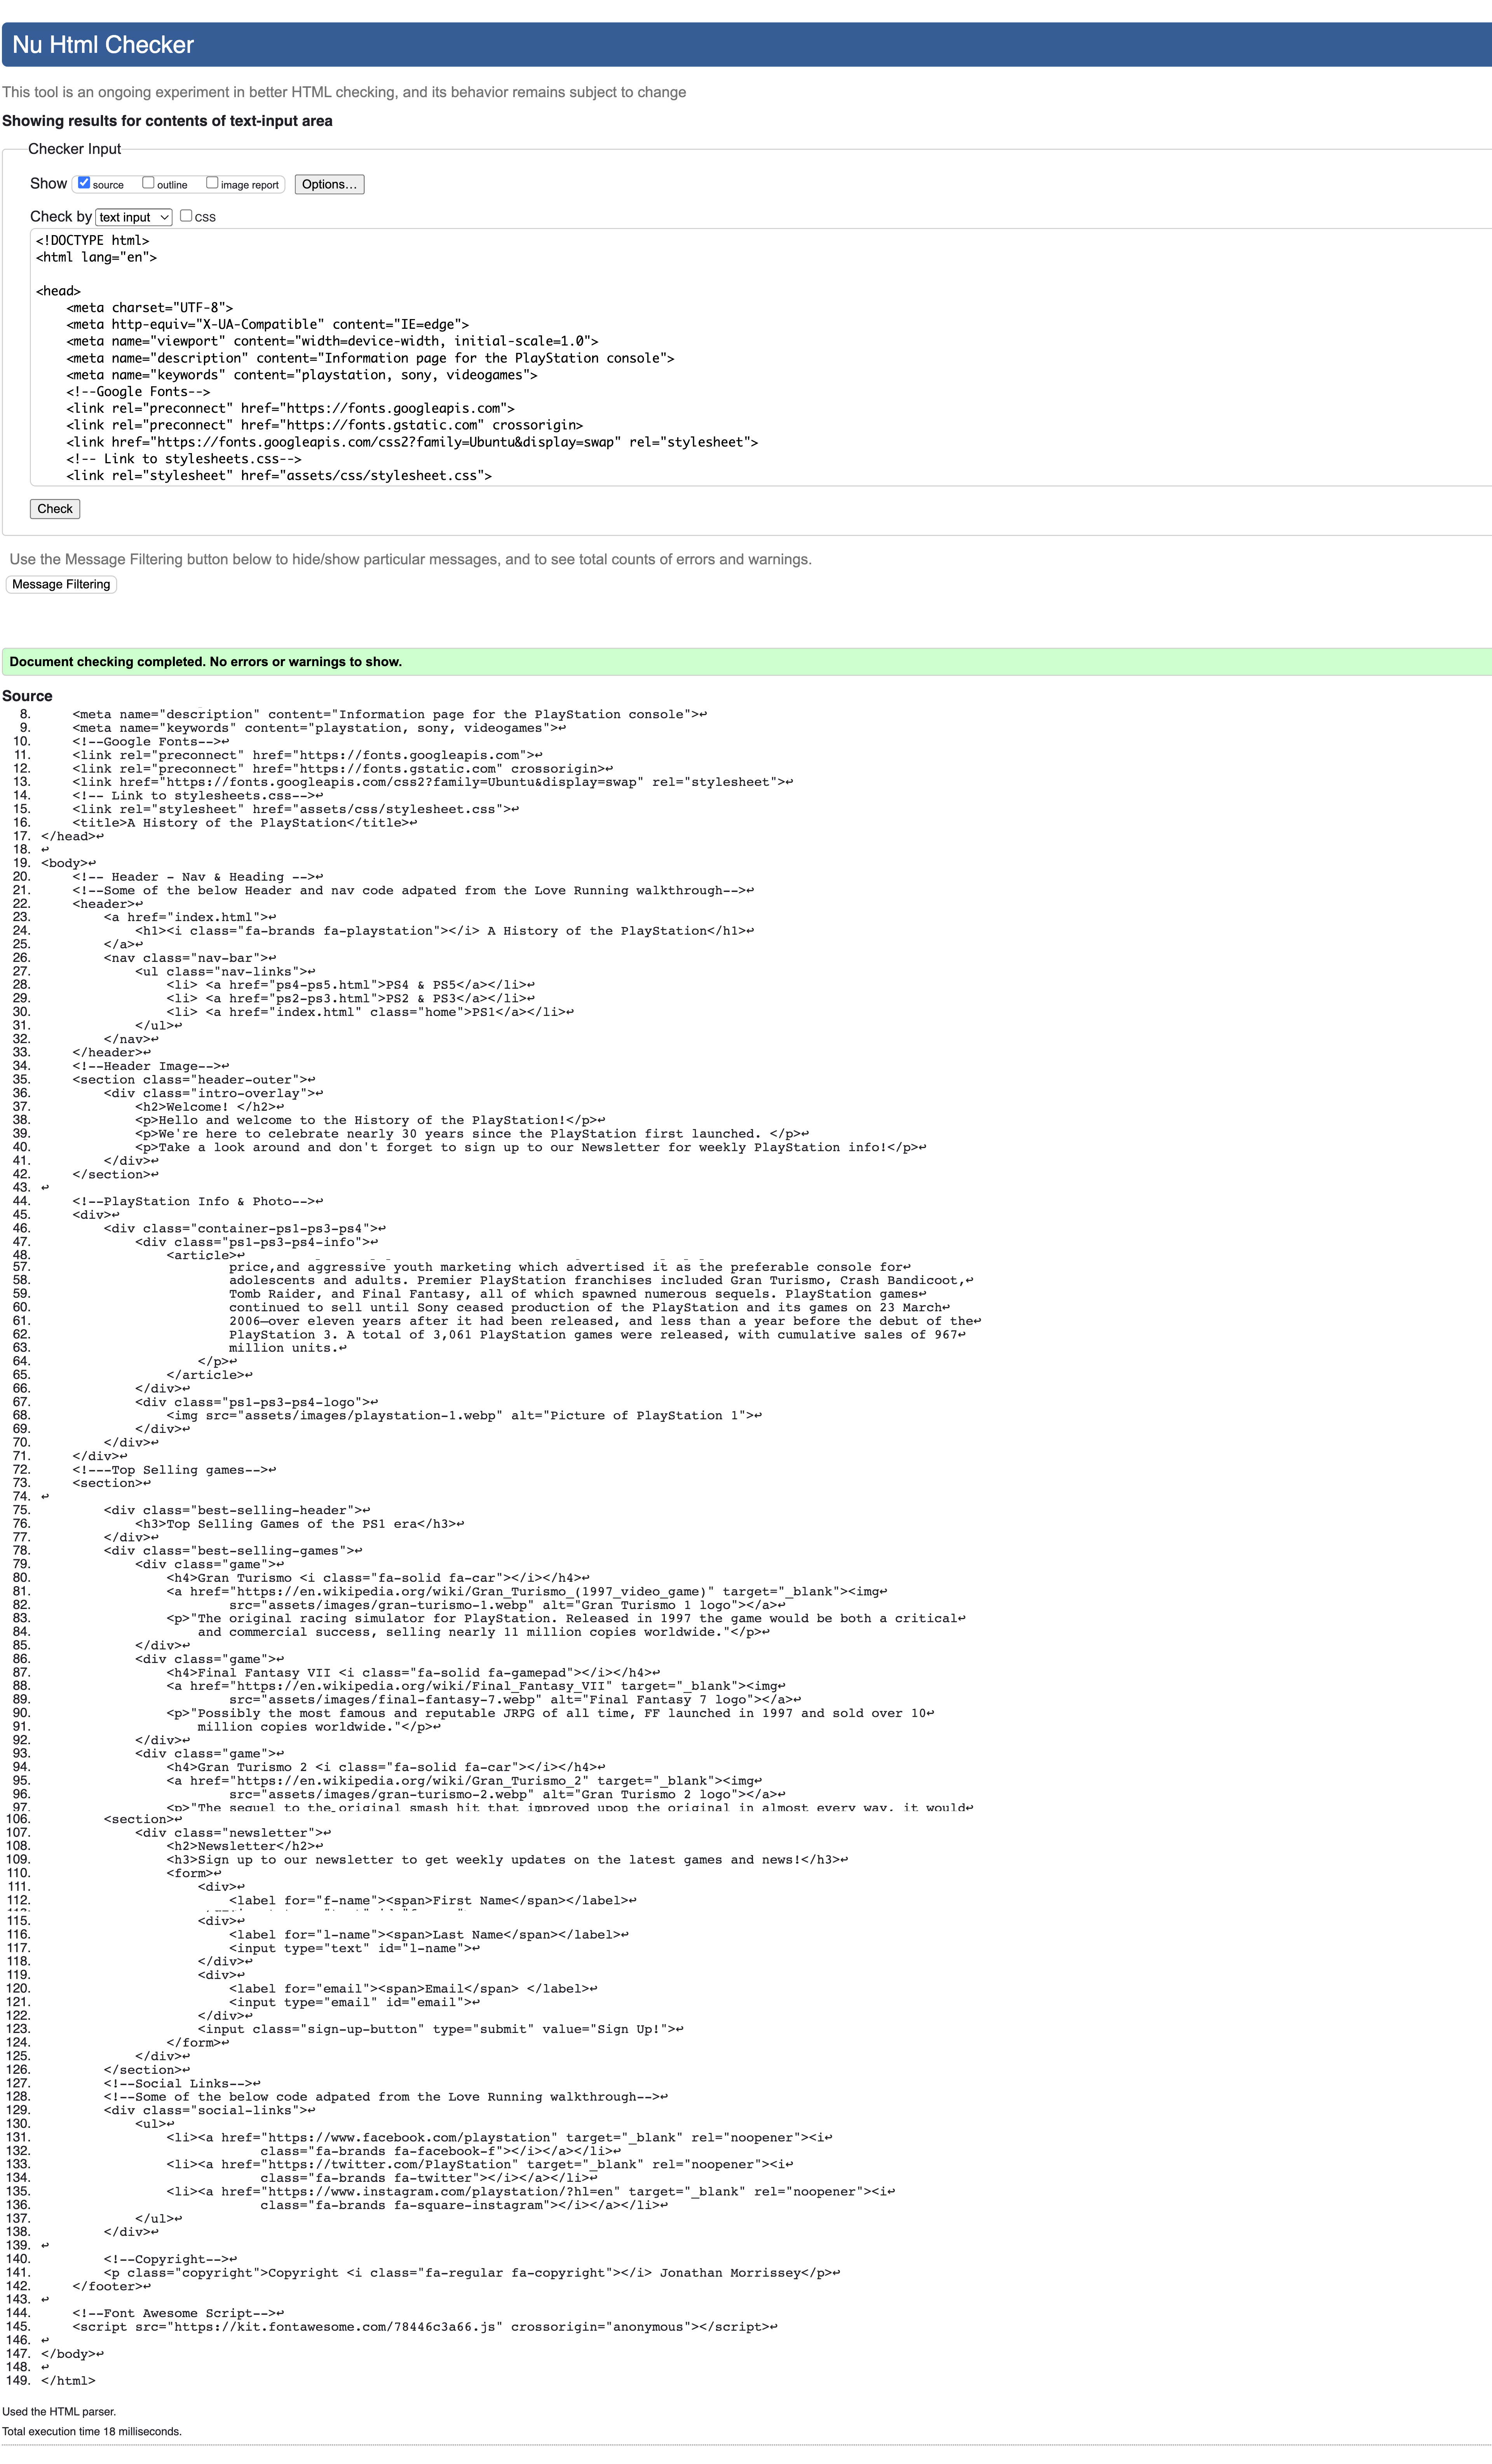 Nu Html Checker
This tool is an ongoing experiment in better HTML checking, and its behavior remains subject to change
Showing results for contents of text-input area
Checker Input
Show source outline image report Options...
Check by text input CSS
<!DOCTYPE html>
<html lang="en">
<head>
    <meta charset="UTF-8">
    <meta http-equiv="X-UA-Compatible" content="IE=edge">
    <meta name="viewport" content="width=device-width, initial-scale=1.0">
    <meta name="description" content="Information page for the PlayStation console">
    <meta name="keywords" content="playstation, sony, videogames">
    <!--Google Fonts-->
    <link rel="preconnect" href="https://fonts.googleapis.com">
    <link rel="preconnect" href="https://fonts.gstatic.com" crossorigin>
    <link href="https://fonts.googleapis.com/css2?family=Ubuntu&display=swap" rel="stylesheet">
    <!-- Link to stylesheets.css-->
    <link rel="stylesheet" href="assets/css/stylesheet.css">
Check
Use the Message Filtering button below to hide/show particular messages, and to see total counts of errors and warnings.
Message Filtering
Document checking completed. No errors or warnings to show.
Source
8.     <meta name="description" content="Information page for the PlayStation console">↩
9.     <meta name="keywords" content="playstation, sony, videogames">↩
10.     <!--Google Fonts-->↩
11.     <link rel="preconnect" href="https://fonts.googleapis.com">↩
12.     <link rel="preconnect" href="https://fonts.gstatic.com" crossorigin>↩
13.     <link href="https://fonts.googleapis.com/css2?family=Ubuntu&display=swap" rel="stylesheet">↩
14.     <!-- Link to stylesheets.css-->↩
15.     <link rel="stylesheet" href="assets/css/stylesheet.css">↩
16.     <title>A History of the PlayStation</title>↩
17. </head>↩
18. ↩
19. <body>↩
20.     <!-- Header - Nav & Heading -->↩
21.     <!--Some of the below Header and nav code adpated from the Love Running walkthrough-->↩
22.     <header>↩
23.         <a href="index.html">↩
24.             <h1><i class="fa-brands fa-playstation"></i> A History of the PlayStation</h1>↩
25.         </a>↩
26.         <nav class="nav-bar">↩
27.             <ul class="nav-links">↩
28.                 <li> <a href="ps4-ps5.html">PS4 & PS5</a></li>↩
29.                 <li> <a href="ps2-ps3.html">PS2 & PS3</a></li>↩
30.                 <li> <a href="index.html" class="home">PS1</a></li>↩
31.             </ul>↩
32.         </nav>↩
33.     </header>↩
34.     <!--Header Image-->↩
35.     <section class="header-outer">↩
36.         <div class="intro-overlay">↩
37.             <h2>Welcome! </h2>↩
38.             <p>Hello and welcome to the History of the PlayStation!</p>↩
39.             <p>We're here to celebrate nearly 30 years since the PlayStation first launched. </p>↩
40.             <p>Take a look around and don't forget to sign up to our Newsletter for weekly PlayStation info!</p>↩
41.         </div>↩
42.     </section>↩
43. ↩
44.     <!--PlayStation Info & Photo-->↩
45.     <div>↩
46.         <div class="container-ps1-ps3-ps4">↩
47.             <div class="ps1-ps3-ps4-info">↩
48.                 <article>↩
57.                         price,and aggressive youth marketing which advertised it as the preferable console for↩
58.                         adolescents and adults. Premier PlayStation franchises included Gran Turismo, Crash Bandicoot,↩
59.                         Tomb Raider, and Final Fantasy, all of which spawned numerous sequels. PlayStation games↩
60.                         continued to sell until Sony ceased production of the PlayStation and its games on 23 March↩
61.                         2006—over eleven years after it had been released, and less than a year before the debut of the↩
62.                         PlayStation 3. A total of 3,061 PlayStation games were released, with cumulative sales of 967↩
63.                         million units.↩
64.                     </p>↩
65.                 </article>↩
66.             </div>↩
67.             <div class="ps1-ps3-ps4-logo">↩
68.                 <img src="assets/images/playstation-1.webp" alt="Picture of PlayStation 1">↩
69.             </div>↩
70.         </div>↩
71.     </div>↩
72.     <!---Top Selling games-->↩
73.     <section>↩
74. ↩
75.         <div class="best-selling-header">↩
76.             <h3>Top Selling Games of the PS1 era</h3>↩
77.         </div>↩
78.         <div class="best-selling-games">↩
79.             <div class="game">↩
80.                 <h4>Gran Turismo <i class="fa-solid fa-car"></i></h4>↩
81.                 <a href="https://en.wikipedia.org/wiki/Gran_Turismo_(1997_video_game)" target="_blank"><img↩
82.                         src="assets/images/gran-turismo-1.webp" alt="Gran Turismo 1 logo"></a>↩
83.                 <p>"The original racing simulator for PlayStation. Released in 1997 the game would be both a critical↩
84.                     and commercial success, selling nearly 11 million copies worldwide."</p>↩
85.             </div>↩
86.             <div class="game">↩
87.                 <h4>Final Fantasy VII <i class="fa-solid fa-gamepad"></i></h4>↩
88.                 <a href="https://en.wikipedia.org/wiki/Final_Fantasy_VII" target="_blank"><img↩
89.                         src="assets/images/final-fantasy-7.webp" alt="Final Fantasy 7 logo"></a>↩
90.                 <p>"Possibly the most famous and reputable JRPG of all time, FF launched in 1997 and sold over 10↩
91.                     million copies worldwide."</p>↩
92.             </div>↩
93.             <div class="game">↩
94.                 <h4>Gran Turismo 2 <i class="fa-solid fa-car"></i></h4>↩
95.                 <a href="https://en.wikipedia.org/wiki/Gran_Turismo_2" target="_blank"><img↩
96.                         src="assets/images/gran-turismo-2.webp" alt="Gran Turismo 2 logo"></a>↩
97.                 <p>"The sequel to the original smash hit that improved upon the original in almost every way, it would↩
106.         <section>↩
107.             <div class="newsletter">↩
108.                 <h2>Newsletter</h2>↩
109.                 <h3>Sign up to our newsletter to get weekly updates on the latest games and news!</h3>↩
110.                 <form>↩
111.                     <div>↩
112.                         <label for="f-name"><span>First Name</span></label>↩
115.                     <div>↩
116.                         <label for="l-name"><span>Last Name</span></label>↩
117.                         <input type="text" id="l-name">↩
118.                     </div>↩
119.                     <div>↩
120.                         <label for="email"><span>Email</span> </label>↩
121.                         <input type="email" id="email">↩
122.                     </div>↩
123.                     <input class="sign-up-button" type="submit" value="Sign Up!">↩
124.                 </form>↩
125.             </div>↩
126.         </section>↩
127.         <!--Social Links-->↩
128.         <!--Some of the below code adpated from the Love Running walkthrough-->↩
129.         <div class="social-links">↩
130.             <ul>↩
131.                 <li><a href="https://www.facebook.com/playstation" target="_blank" rel="noopener"><i↩
132.                             class="fa-brands fa-facebook-f"></i></a></li>↩
133.                 <li><a href="https://twitter.com/PlayStation" target="_blank" rel="noopener"><i↩
134.                             class="fa-brands fa-twitter"></i></a></li>↩
135.                 <li><a href="https://www.instagram.com/playstation/?hl=en" target="_blank" rel="noopener"><i↩
136.                             class="fa-brands fa-square-instagram"></i></a></li>↩
137.             </ul>↩
138.         </div>↩
139. ↩
140.         <!--Copyright-->↩
141.         <p class="copyright">Copyright <i class="fa-regular fa-copyright"></i> Jonathan Morrissey</p>↩
142.     </footer>↩
143. ↩
144.     <!--Font Awesome Script-->↩
145.     <script src="https://kit.fontawesome.com/78446c3a66.js" crossorigin="anonymous"></script>↩
146. ↩
147. </body>↩
148. ↩
149. </html>
Used the HTML parser.
Total execution time 18 milliseconds.